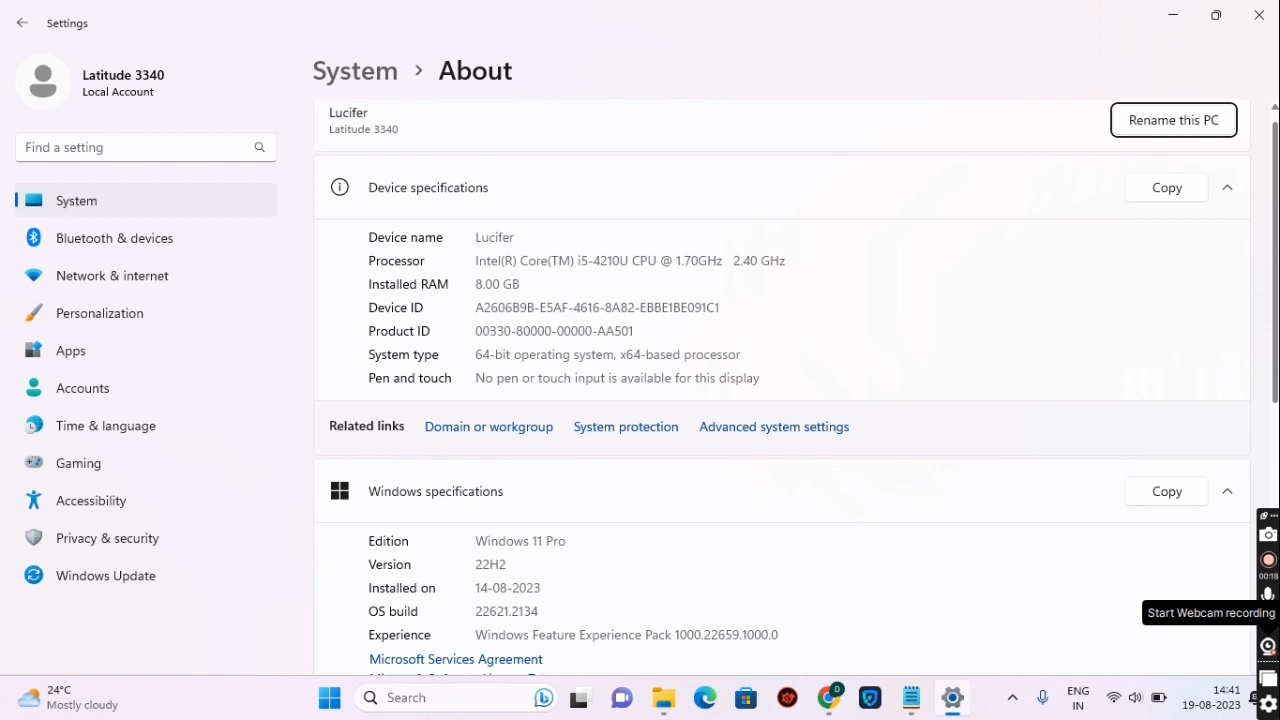 Settings
Latitude 3340
Local Account
Find a setting
System
Bluetooth & devices
Network & internet
Personalization
Apps
Accounts
Time & language
Gaming
Accessibility
Privacy & security
Windows Update
System > About
Lucifer
Latitude 3340
Rename this PC
Device specifications
Copy
Device name Lucifer
Processor Intel(R) Core(TM) i5-4210U CPU @ 1.70GHz 2.40 GHz
Installed RAM 8.00 GB
Device ID A2606B9B-E5AF-4616-8A82-EBBE1BE091C1
Product ID 00330-80000-00000-AA501
System type 64-bit operating system, x64-based processor
Pen and touch No pen or touch input is available for this display
Related links Domain or workgroup System protection Advanced system settings
Windows specifications
Copy
Edition Windows 11 Pro
Version 22H2
Installed on 14-08-2023
OS build 22621.2134
Experience Windows Feature Experience Pack 1000.22659.1000.0
Microsoft Services Agreement
00:18
Start Webcam recording
24°C
Mostly cloudy
Search
D
ENG
IN
14:41
19-08-2023